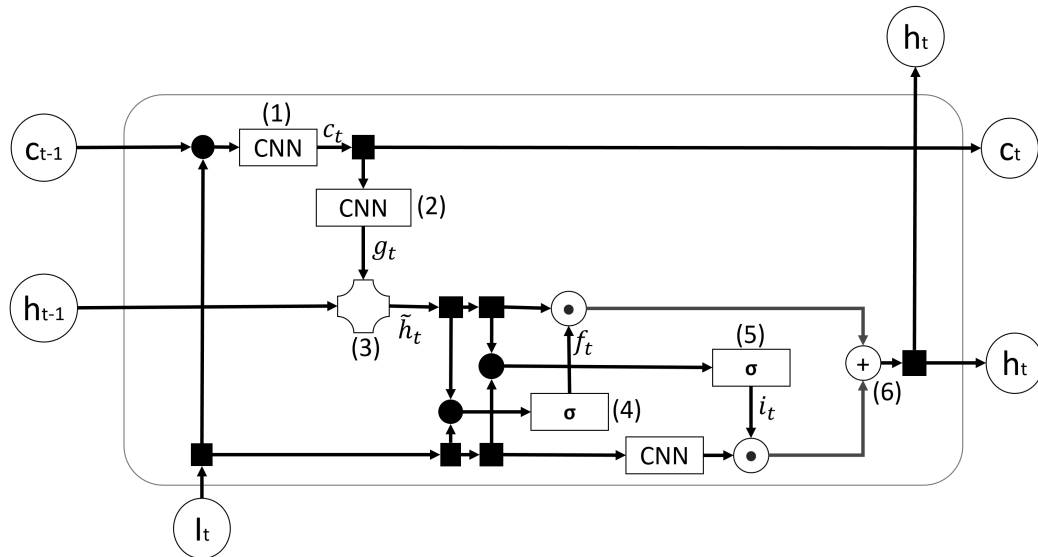 ht
(1)
ct-1
CNN
ct
ct
CNN
(2)
gt
ht-1
h̃t
(3)
ft
(5)
σ
ht
+
(6)
σ
(4)
it
CNN
It